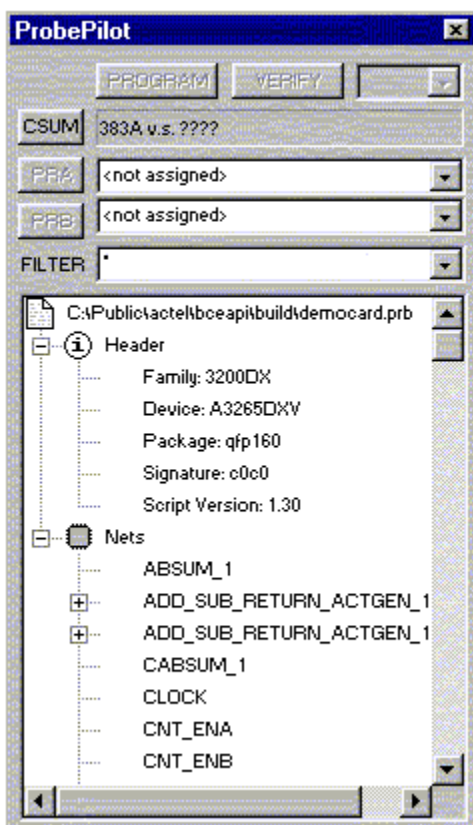 ProbePilot
PROGRAM VERIFY
CSUM 383A v.s. ????
PRA <not assigned>
PRB <not assigned>
FILTER *
C:\Public\actel\bceapi\build\democard.prb
Header
Family: 3200DX
Device: A3265DXV
Package: qfp160
Signature: c0c0
Script Version: 1.30
Nets
ABSUM_1
ADD_SUB_RETURN_ACTGEN_1
ADD_SUB_RETURN_ACTGEN_1
CABSUM_1
CLOCK
CNT_ENA
CNT_ENB